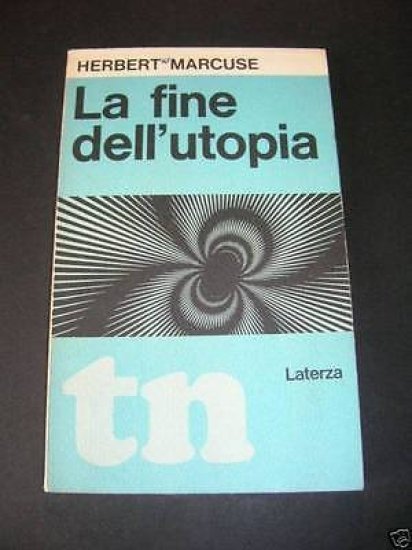 HERBERT MARCUSE
La fine
dell'utopia
Laterza
tn